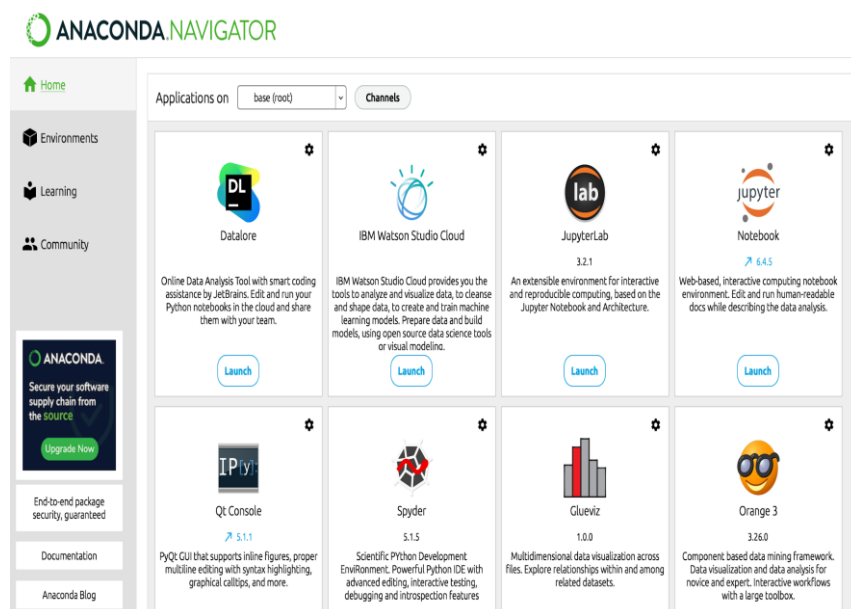 ANACONDA.NAVIGATOR
Home
Environments
Learning
Community
ANACONDA.
Secure your software
supply chain from
the source
Upgrade Now
End-to-end package
security, guaranteed
Documentation
Anaconda Blog
Applications on base (root) Channels
DL
Datalore
Online Data Analysis Tool with smart coding
assistance by JetBrains. Edit and run your
Python notebooks in the cloud and share
them with your team.
Launch
IBM Watson Studio Cloud
IBM Watson Studio Cloud provides you the
tools to analyze and visualize data, to cleanse
and shape data, to create and train machine
learning models. Prepare data and build
models, using open source data science tools
or visual modeling.
Launch
lab
JupyterLab
3.2.1
An extensible environment for interactive
and reproducible computing, based on the
Jupyter Notebook and Architecture.
Launch
jupyter
Notebook
6.4.5
Web-based, interactive computing notebook
environment. Edit and run human-readable
docs while describing the data analysis.
Launch
IP[y]:
Qt Console
5.1.1
PyQt GUI that supports inline figures, proper
multiline editing with syntax highlighting,
graphical calltips, and more.
Spyder
5.1.5
Scientific PYthon Development
EnviRonment. Powerful Python IDE with
advanced editing, interactive testing,
debugging and introspection features
Glueviz
1.0.0
Multidimensional data visualization across
files. Explore relationships within and among
related datasets.
Orange 3
3.26.0
Component based data mining framework.
Data visualization and data analysis for
novice and expert. Interactive workflows
with a large toolbox.